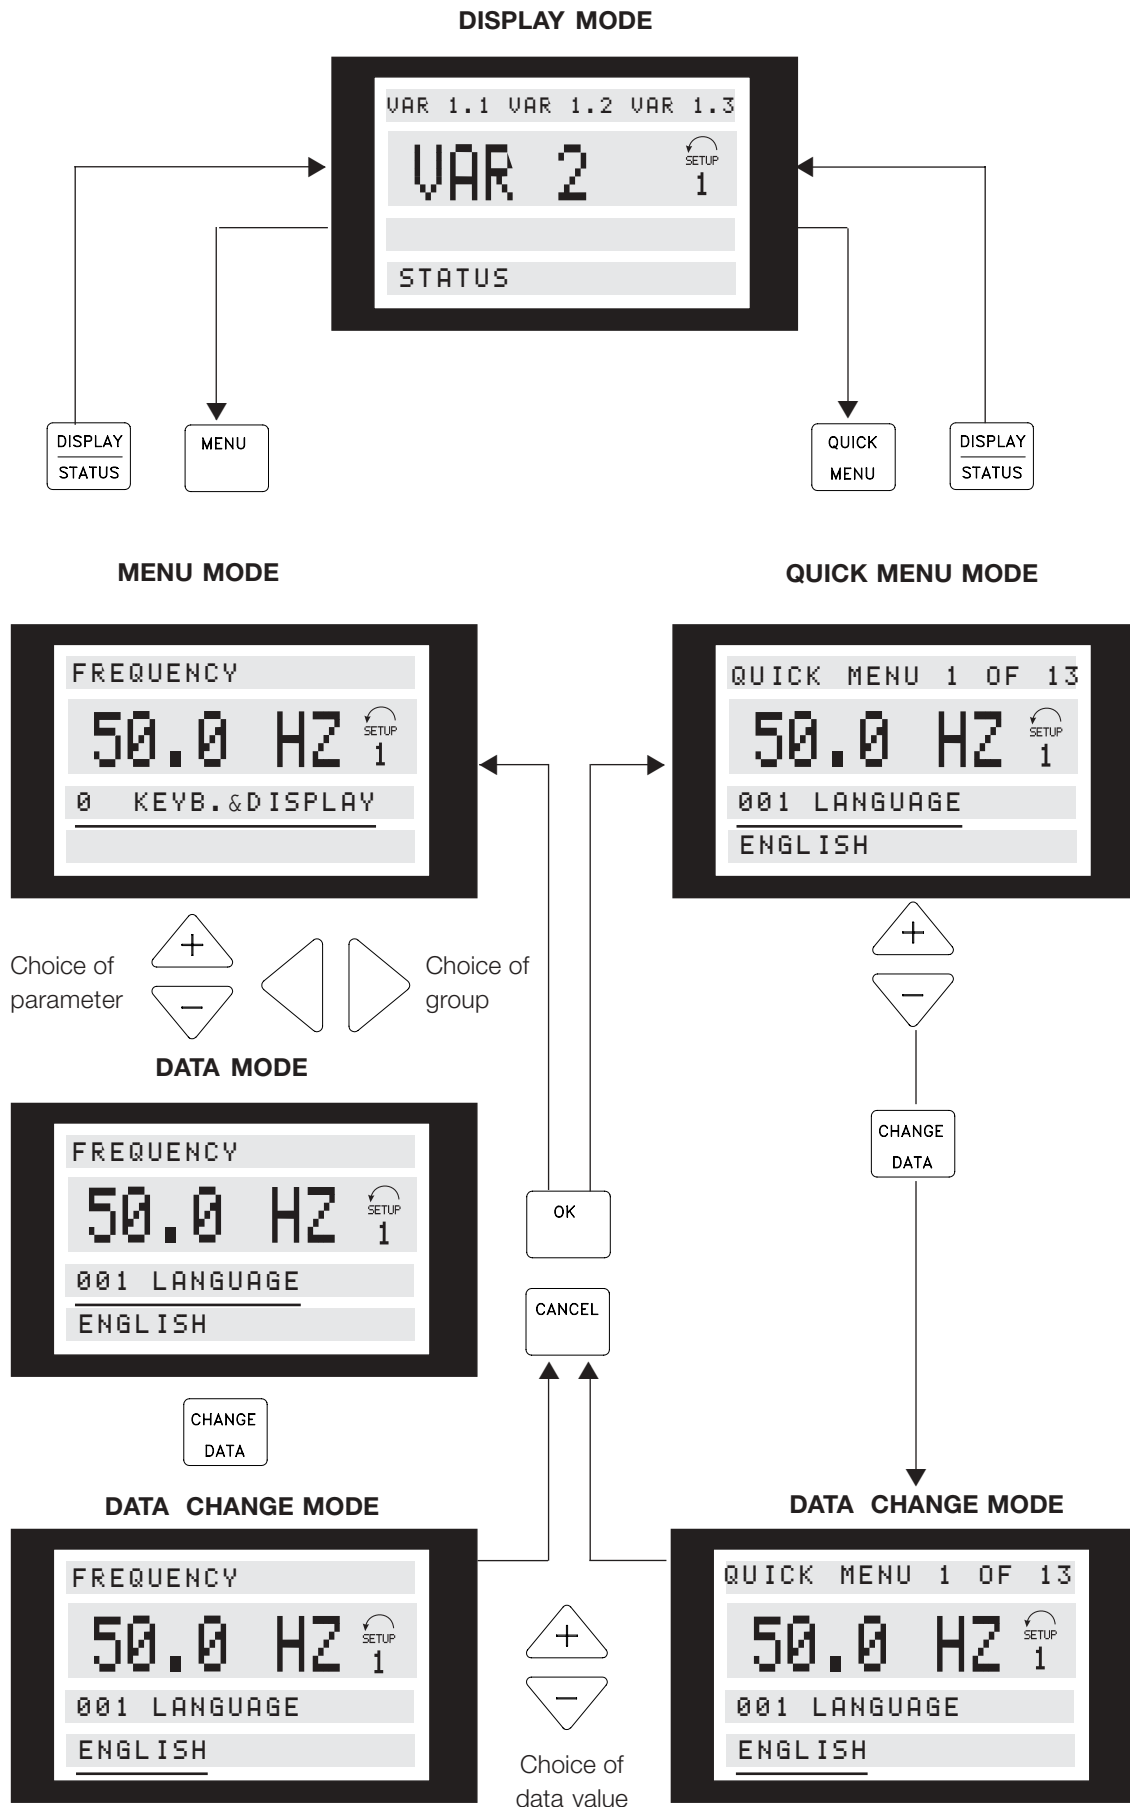 DISPLAY MODE
VAR 1.1 VAR 1.2 VAR 1.3
VAR 2
SETUP
1
STATUS
DISPLAY
STATUS
MENU
QUICK
MENU
DISPLAY
STATUS
MENU MODE
FREQUENCY
50.0 HZ
SETUP
1
0 KEYB.&DISPLAY
QUICK MENU MODE
QUICK MENU 1 OF 13
50.0 HZ
SETUP
1
001 LANGUAGE
ENGLISH
Choice of
parameter
+
−
Choice of
group
+
−
DATA MODE
FREQUENCY
50.0 HZ
SETUP
1
001 LANGUAGE
ENGLISH
CHANGE
DATA
OK
CANCEL
CHANGE
DATA
DATA CHANGE MODE
FREQUENCY
50.0 HZ
SETUP
1
001 LANGUAGE
ENGLISH
+
−
Choice of
data value
DATA CHANGE MODE
QUICK MENU 1 OF 13
50.0 HZ
SETUP
1
001 LANGUAGE
ENGLISH